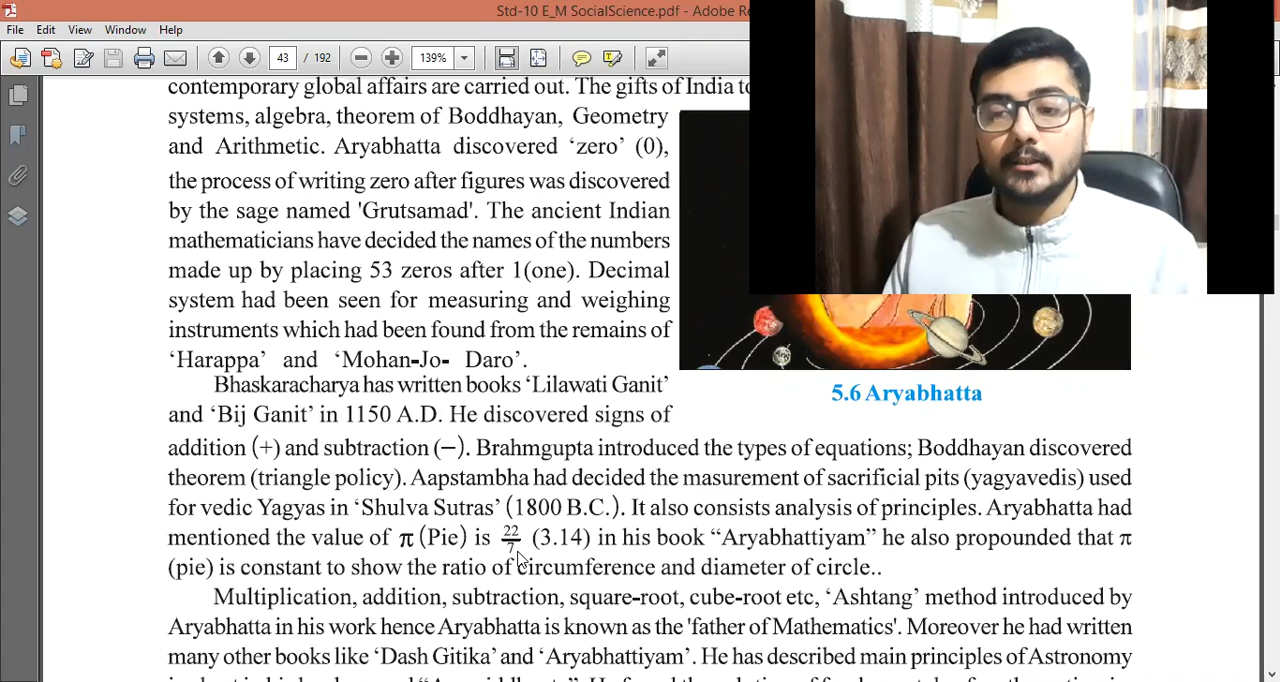 Std-10 E_M SocialScience.pdf - Adobe Re
File Edit View Window Help
43 / 192 139%
contemporary global affairs are carried out. The gifts of India to
systems, algebra, theorem of Boddhayan, Geometry
and Arithmetic. Aryabhatta discovered ‘zero’ (0),
the process of writing zero after figures was discovered
by the sage named 'Grutsamad'. The ancient Indian
mathematicians have decided the names of the numbers
made up by placing 53 zeros after 1(one). Decimal
system had been seen for measuring and weighing
instruments which had been found from the remains of
‘Harappa’ and ‘Mohan-Jo- Daro’.
Bhaskaracharya has written books ‘Lilawati Ganit’
and ‘Bij Ganit’ in 1150 A.D. He discovered signs of
5.6 Aryabhatta
addition (+) and subtraction (−). Brahmgupta introduced the types of equations; Boddhayan discovered
theorem (triangle policy). Aapstambha had decided the masurement of sacrificial pits (yagyavedis) used
for vedic Yagyas in ‘Shulva Sutras’ (1800 B.C.). It also consists analysis of principles. Aryabhatta had
mentioned the value of π (Pie) is 22/7 (3.14) in his book “Aryabhattiyam” he also propounded that π
(pie) is constant to show the ratio of circumference and diameter of circle..
Multiplication, addition, subtraction, square-root, cube-root etc, ‘Ashtang’ method introduced by
Aryabhatta in his work hence Aryabhatta is known as the 'father of Mathematics'. Moreover he had written
many other books like ‘Dash Gitika’ and ‘Aryabhattiyam’. He has described main principles of Astronomy